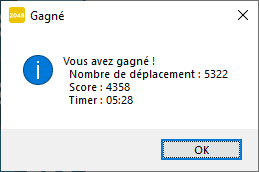 2048 Gagné
Vous avez gagné !
Nombre de déplacement : 5322
Score : 4358
Timer : 05:28
OK